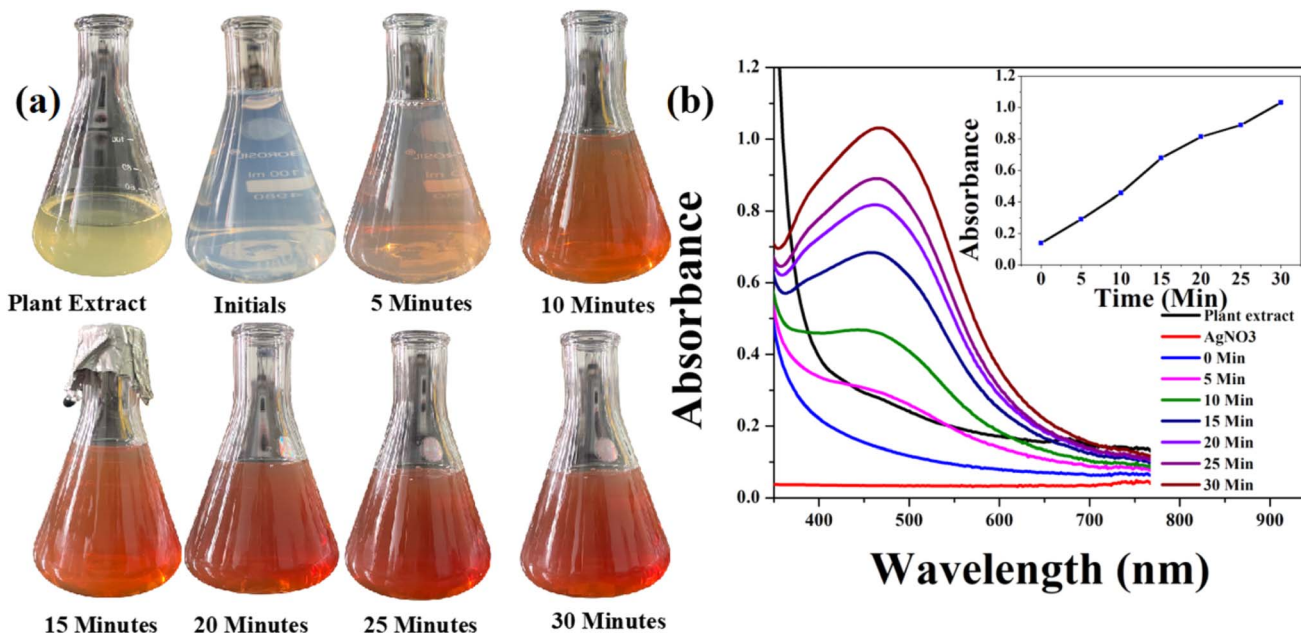 (a)
Plant Extract
Initials
5 Minutes
10 Minutes
15 Minutes
20 Minutes
25 Minutes
30 Minutes
(b)
Absorbance
1.2
1.0
0.8
0.6
0.4
0.2
0.0
400 500 600 700 800 900
Wavelength (nm)
Absorbance
1.2
1.0
0.8
0.6
0.4
0.2
0.0
0 5 10 15 20 25 30
Time (Min)
Plant extract
AgNO3
0 Min
5 Min
10 Min
15 Min
20 Min
25 Min
30 Min